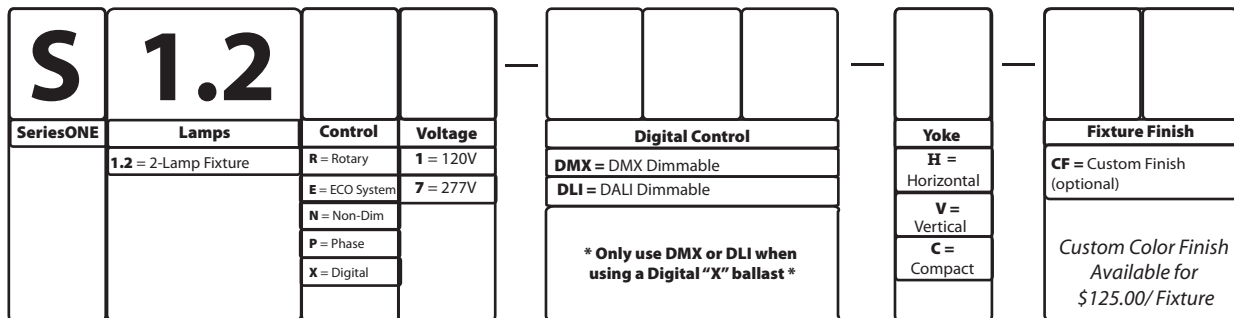 S 1.2 — — —
SeriesONE Lamps Control Voltage Digital Control Yoke Fixture Finish
1.2 = 2-Lamp Fixture
R = Rotary
E = ECO System
N = Non-Dim
P = Phase
X = Digital
1 = 120V
7 = 277V
DMX = DMX Dimmable
DLI = DALI Dimmable
* Only use DMX or DLI when
using a Digital “X” ballast *
H =
Horizontal
V =
Vertical
C =
Compact
CF = Custom Finish
(optional)
Custom Color Finish
Available for
$125.00/ Fixture